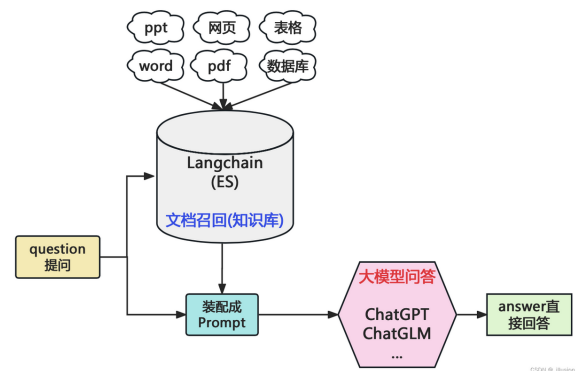 ppt
网页
表格
word
pdf
数据库
Langchain
(ES)
文档召回(知识库)
question
提问
装配成
Prompt
大模型问答
ChatGPT
ChatGLM
...
answer直
接回答